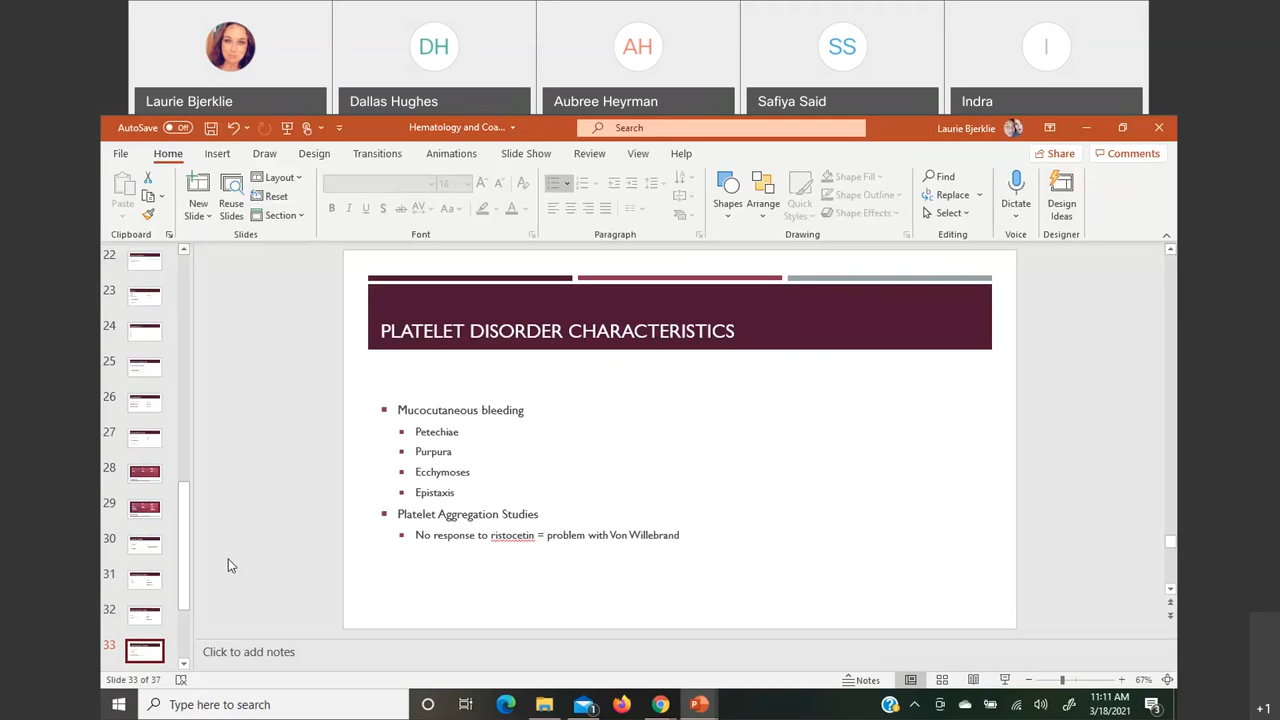 DH
AH
SS
I
Laurie Bjerklie
Dallas Hughes
Aubree Heyrman
Safiya Said
Indra
AutoSave Off
Hematology and Coa...
Search
Laurie Bjerklie
File Home Insert Draw Design Transitions Animations Slide Show Review View Help
Share Comments
Paste
New Slide
Reuse Slides
Layout
Reset
Section
18
B I U S ab AV Aa A
Shapes
Arrange
Quick Styles
Shape Fill
Shape Outline
Shape Effects
Find
Replace
Select
Dictate
Design Ideas
Clipboard Slides Font Paragraph Drawing Editing Voice Designer
22
23
24
25
26
27
28
29
30
31
32
33
PLATELET DISORDER CHARACTERISTICS
Mucocutaneous bleeding
Petechiae
Purpura
Ecchymoses
Epistaxis
Platelet Aggregation Studies
No response to ristocetin = problem with Von Willebrand
Click to add notes
Slide 33 of 37
Notes
67%
Type here to search
11:11 AM
3/18/2021
+1